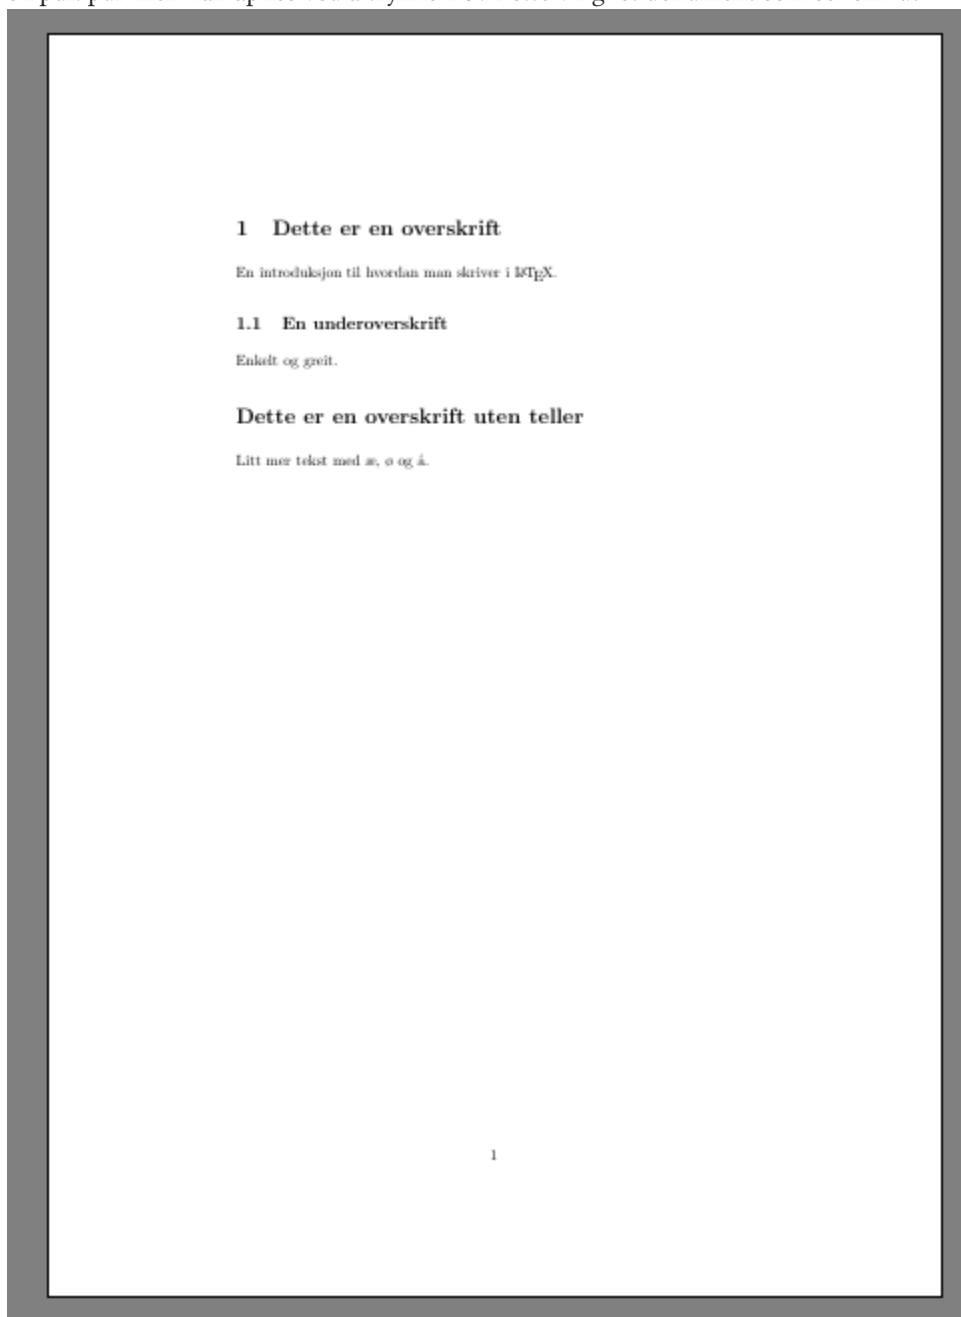 1 Dette er en overskrift
En introduksjon til hvordan man skriver i LATEX.
1.1 En underoverskrift
Enkelt og greit.
Dette er en overskrift uten teller
Litt mer tekst med æ, ø og å.
1